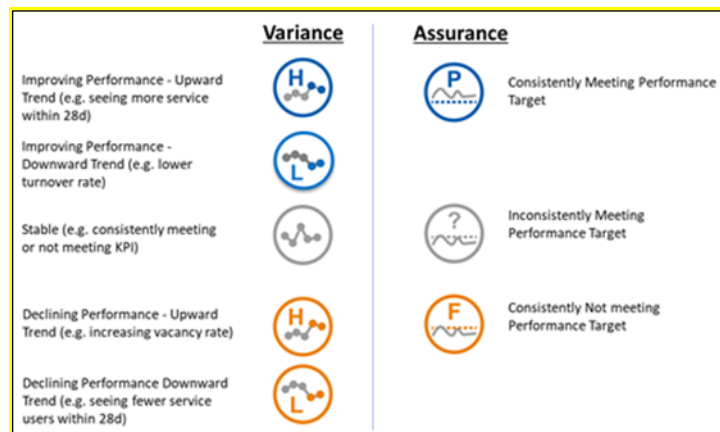 Variance
Assurance
Improving Performance - Upward
Trend (e.g. seeing more service
within 28d)
H
P
Consistently Meeting Performance
Target
Improving Performance -
Downward Trend (e.g. lower
turnover rate)
L
Stable (e.g. consistently meeting
or not meeting KPI)
?
Inconsistently Meeting
Performance Target
Declining Performance - Upward
Trend (e.g. increasing vacancy rate)
H
F
Consistently Not meeting
Performance Target
Declining Performance Downward
Trend (e.g. seeing fewer service
users within 28d)
L